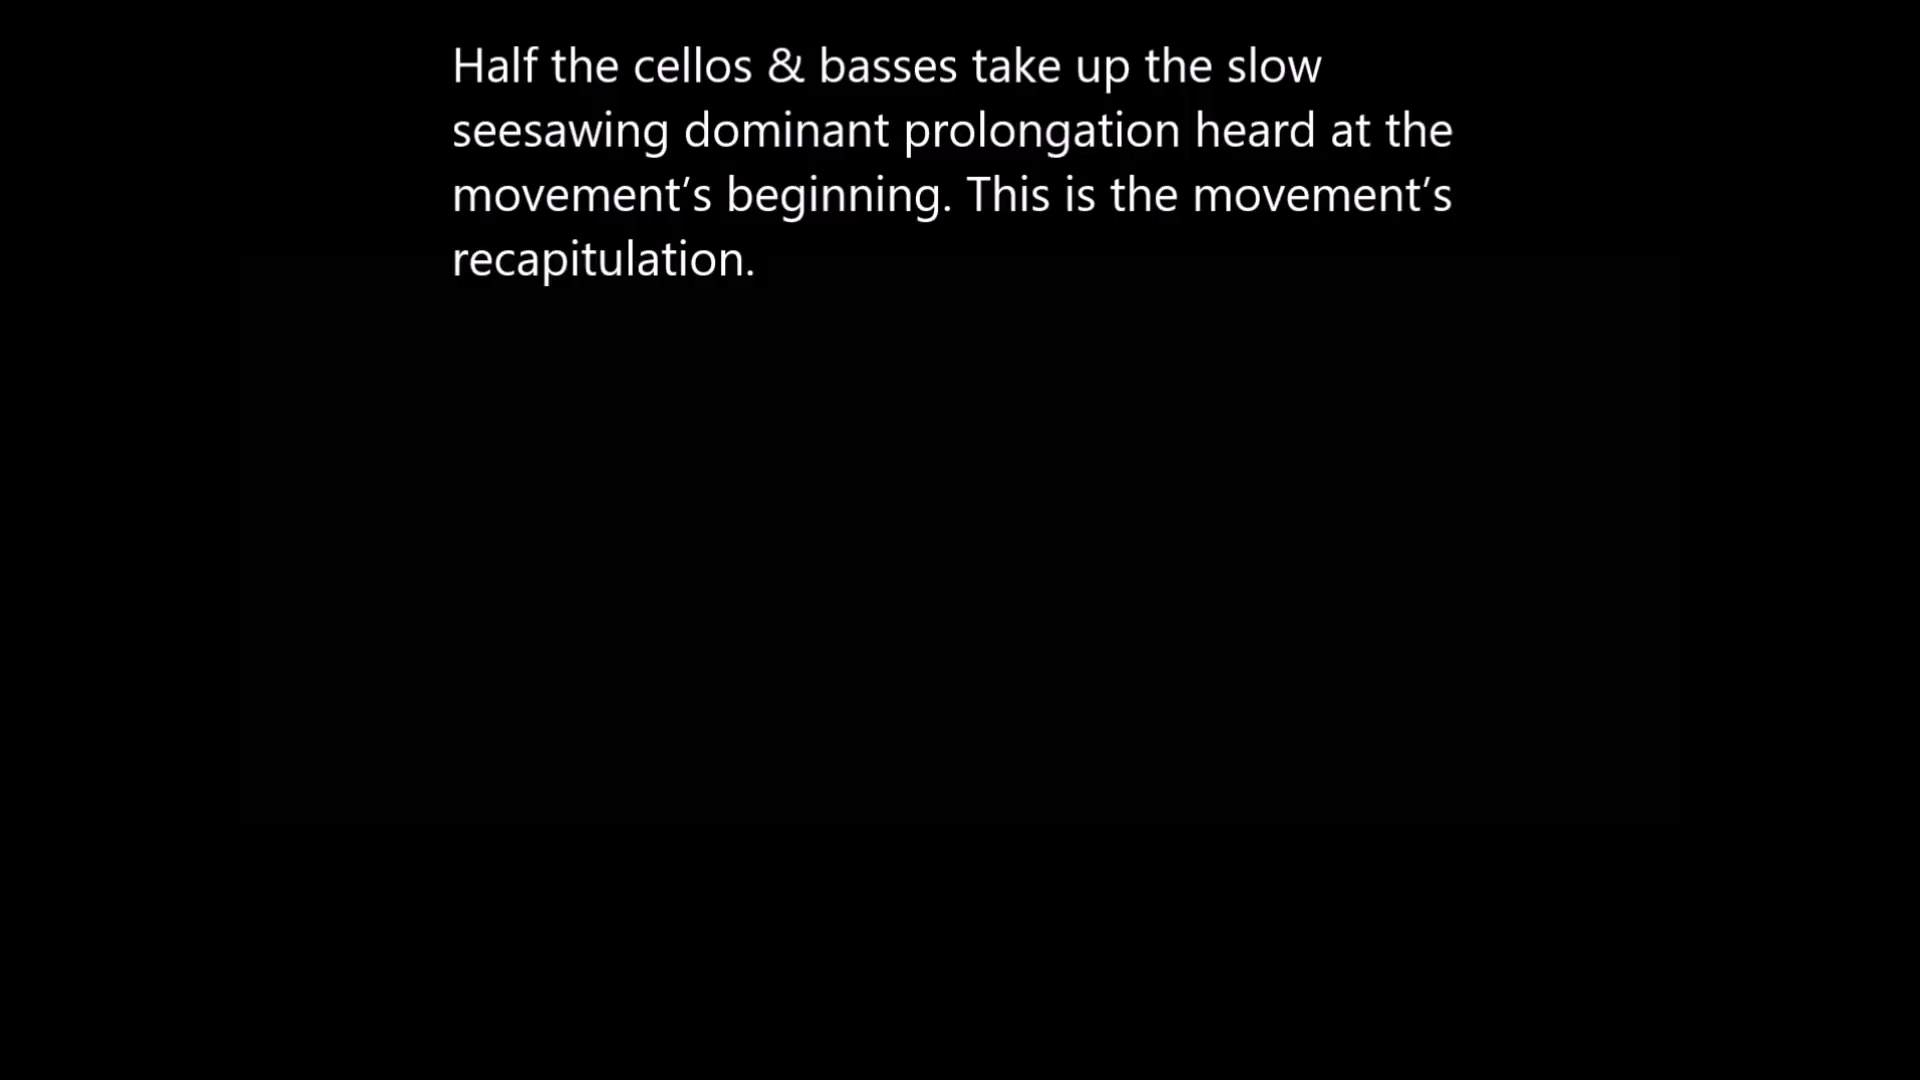 Half the cellos & basses take up the slow
seesawing dominant prolongation heard at the
movement’s beginning. This is the movement’s
recapitulation.